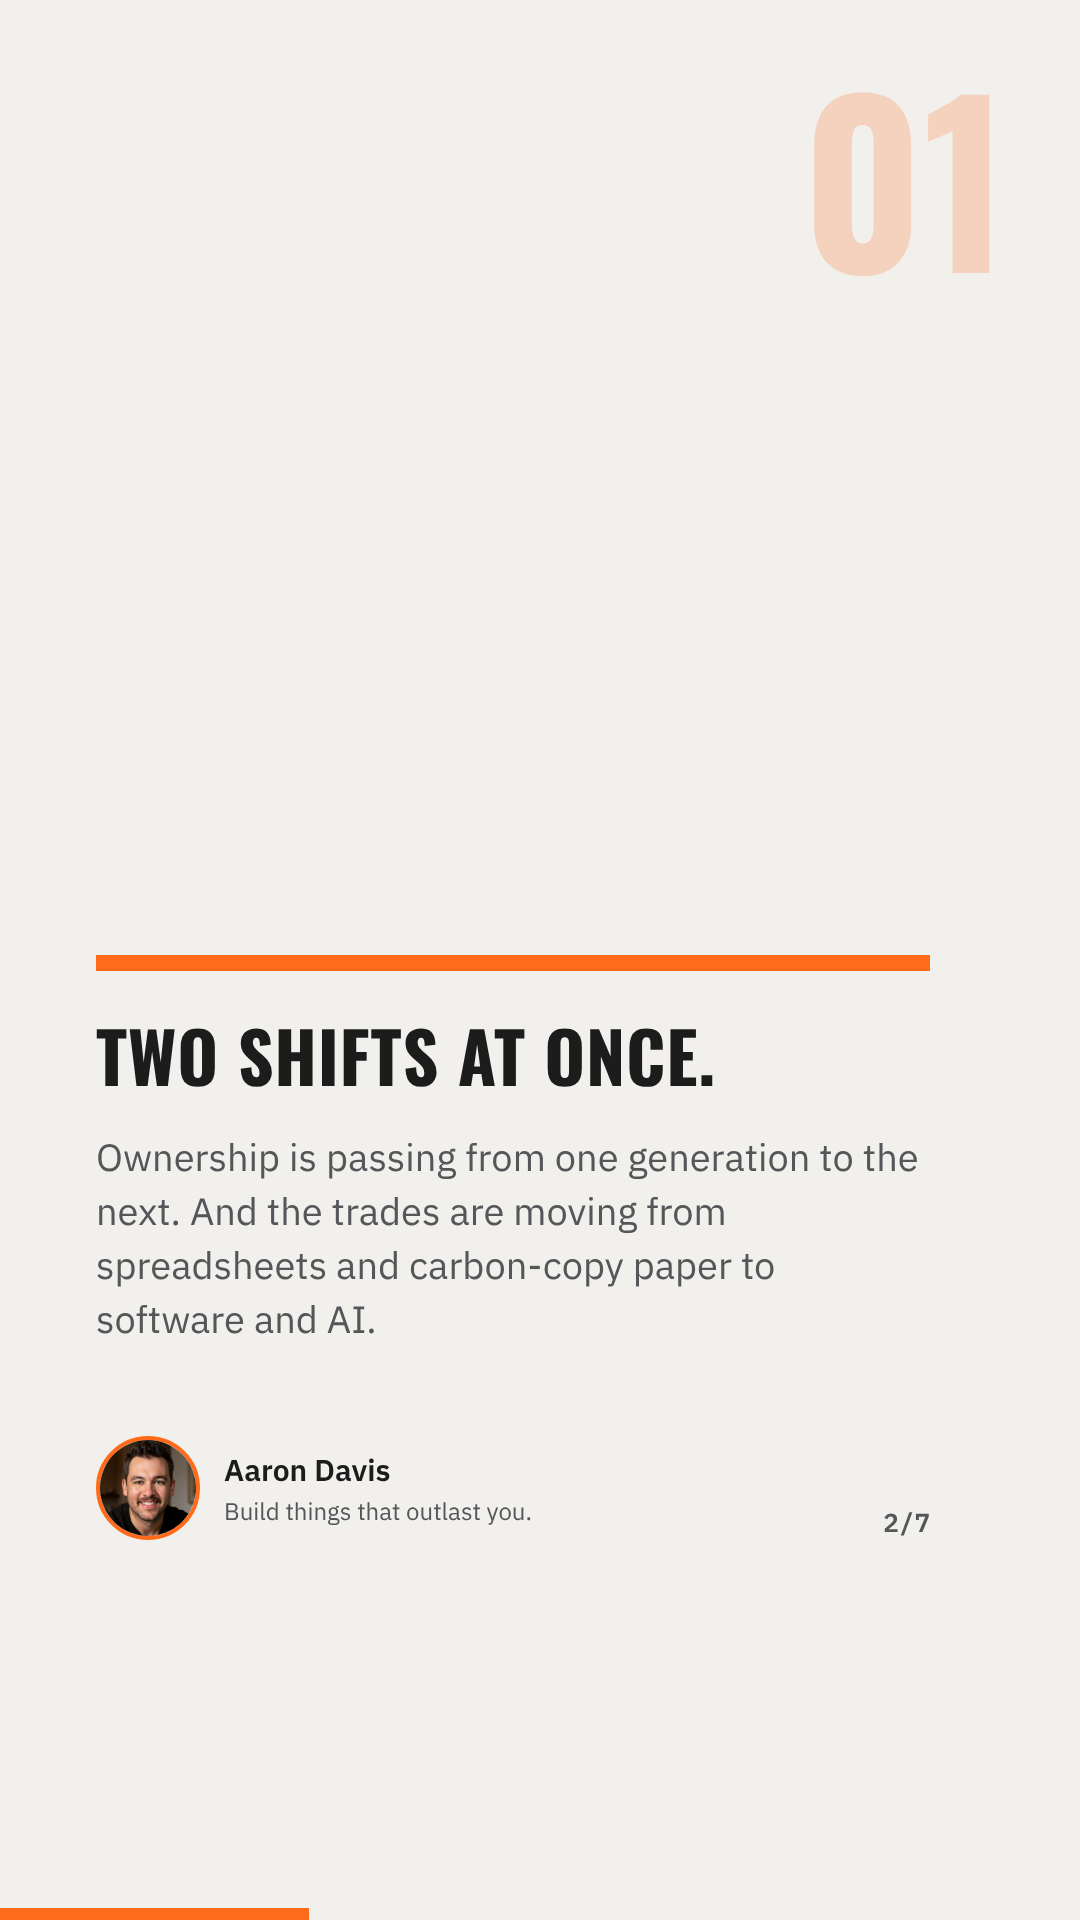 01
TWO SHIFTS AT ONCE.
Ownership is passing from one generation to the
next. And the trades are moving from
spreadsheets and carbon-copy paper to
software and AI.
Aaron Davis
Build things that outlast you.
2/7